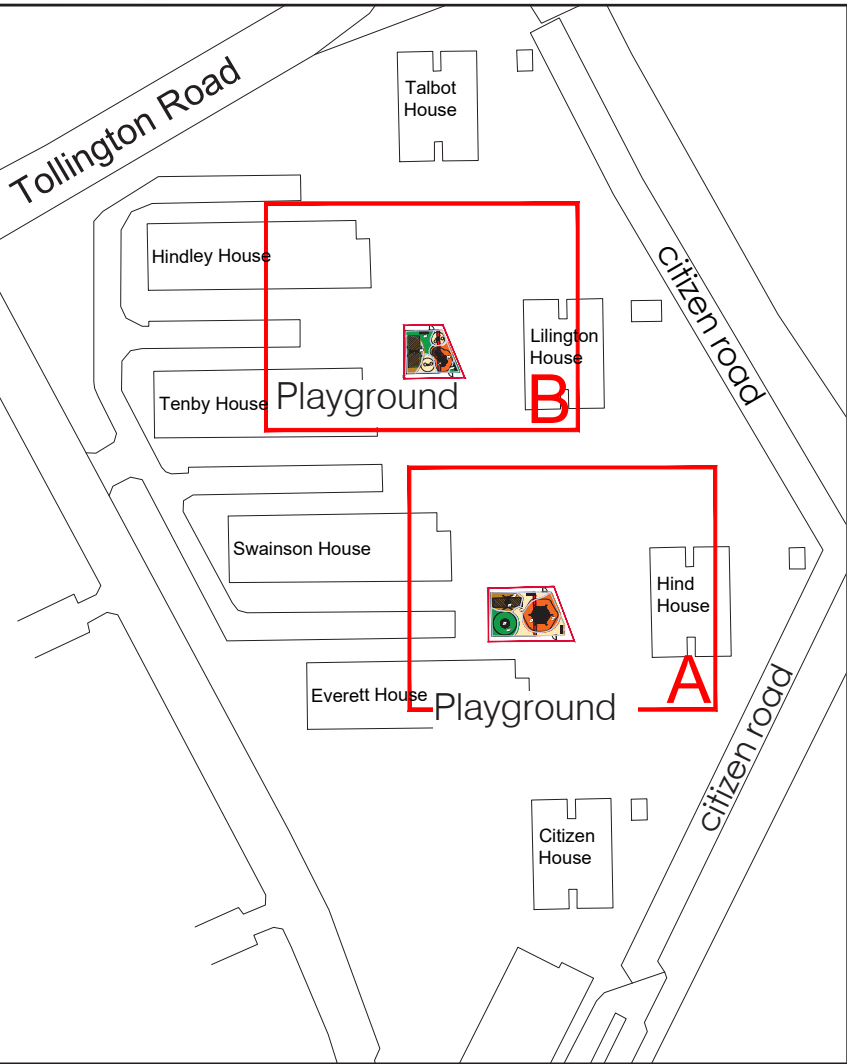 Tollington Road
Talbot
House
Hindley House
citizen road
Lilington
House
Tenby House
Playground
B
Swainson House
Hind
House
Everett House
A
Playground
citizen road
Citizen
House